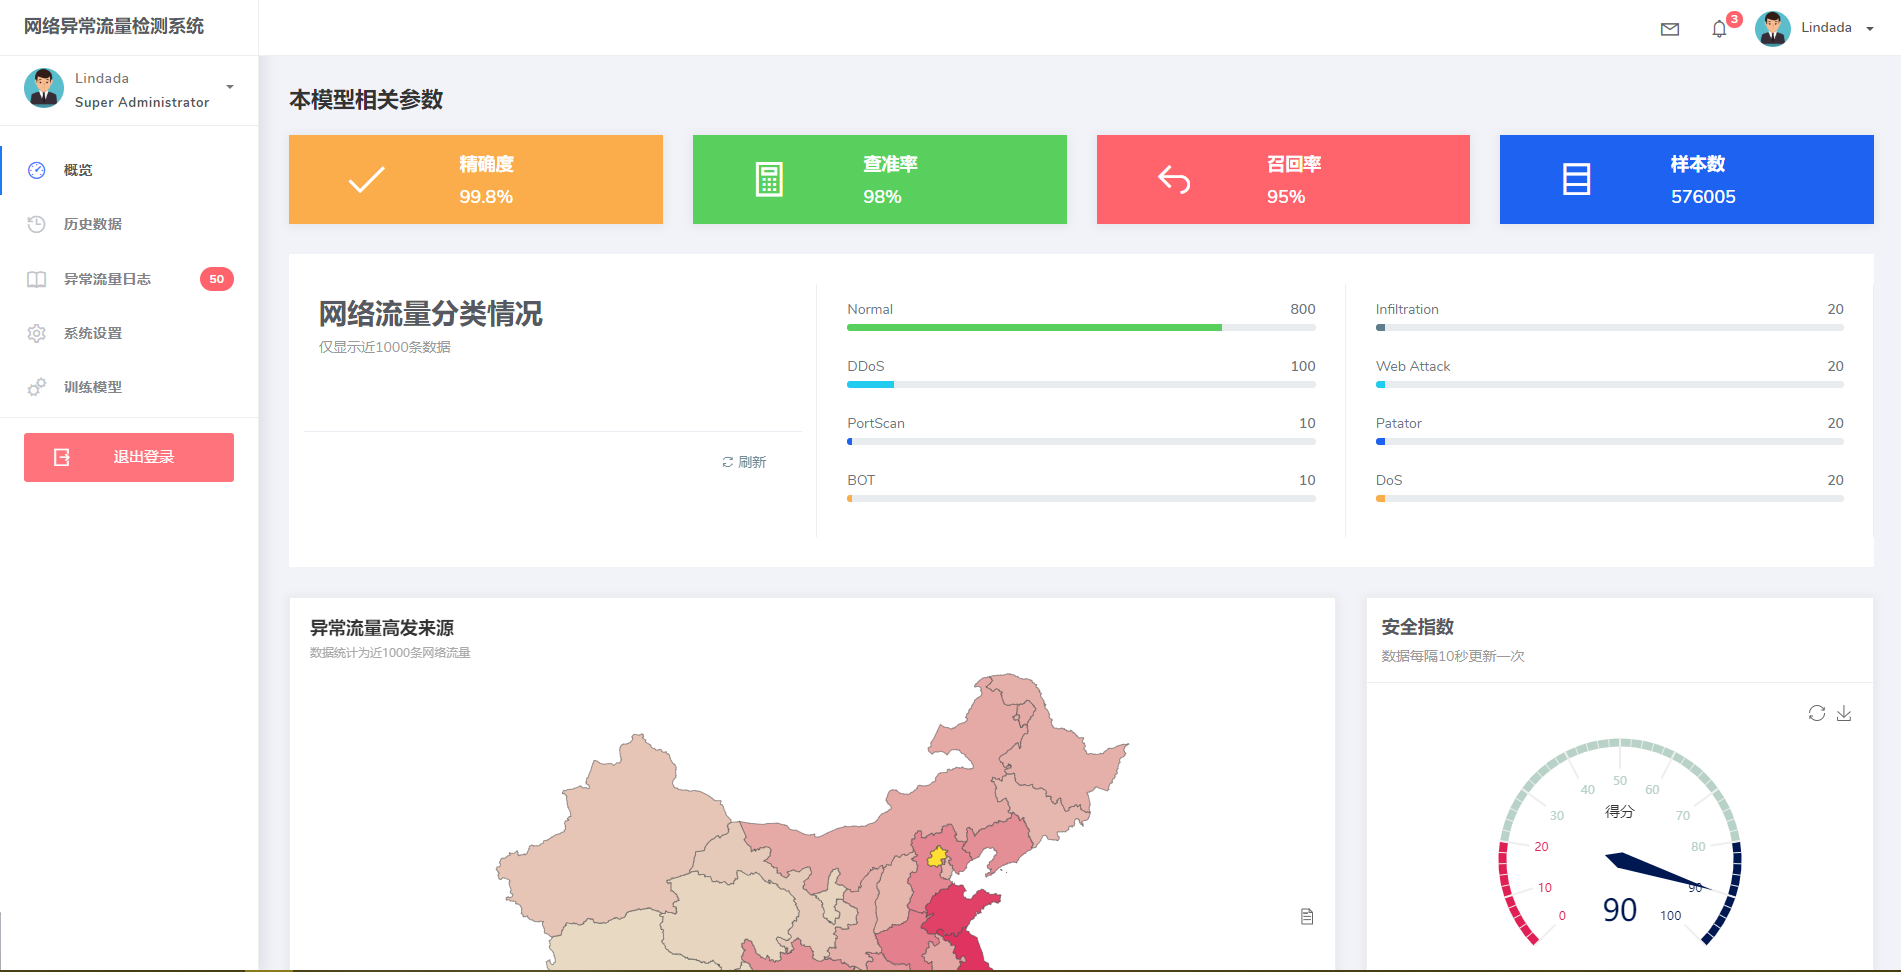 网络异常流量检测系统
3
Lindada
Lindada
Super Administrator
概览
历史数据
异常流量日志
50
系统设置
训练模型
退出登录
本模型相关参数
精确度
99.8%
查准率
98%
召回率
95%
样本数
576005
网络流量分类情况
仅显示近1000条数据
刷新
Normal 800
DDoS 100
PortScan 10
BOT 10
Infiltration 20
Web Attack 20
Patator 20
DoS 20
异常流量高发来源
数据统计为近1000条网络流量
安全指数
数据每隔10秒更新一次
0
10
20
30
40
50
60
70
80
90
100
得分
90